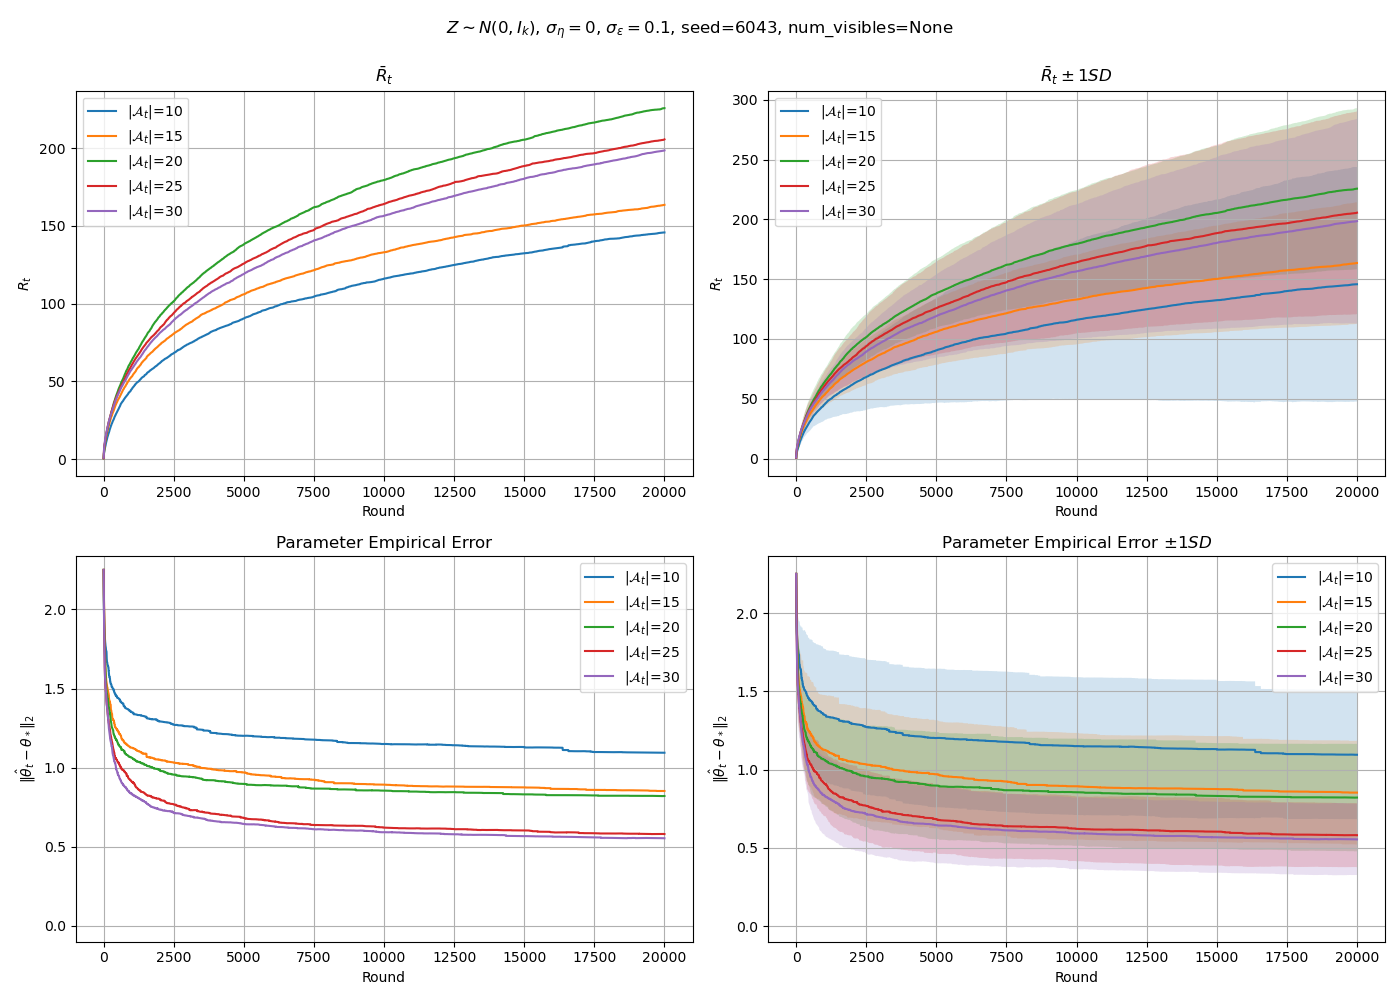 Z ∼ N(0, I_k), σ_η = 0, σ_ε = 0.1, seed=6043, num_visibles=None
R̄_t
R_t
200
150
100
50
0
|𝒜_t|=10
|𝒜_t|=15
|𝒜_t|=20
|𝒜_t|=25
|𝒜_t|=30
0 2500 5000 7500 10000 12500 15000 17500 20000
Round
R̄_t ± 1SD
R_t
300
250
200
150
100
50
0
|𝒜_t|=10
|𝒜_t|=15
|𝒜_t|=20
|𝒜_t|=25
|𝒜_t|=30
0 2500 5000 7500 10000 12500 15000 17500 20000
Round
Parameter Empirical Error
‖θ̂_t − θ_*‖_2
2.0
1.5
1.0
0.5
0.0
|𝒜_t|=10
|𝒜_t|=15
|𝒜_t|=20
|𝒜_t|=25
|𝒜_t|=30
0 2500 5000 7500 10000 12500 15000 17500 20000
Round
Parameter Empirical Error ±1SD
‖θ̂_t − θ_*‖_2
2.0
1.5
1.0
0.5
0.0
|𝒜_t|=10
|𝒜_t|=15
|𝒜_t|=20
|𝒜_t|=25
|𝒜_t|=30
0 2500 5000 7500 10000 12500 15000 17500 20000
Round